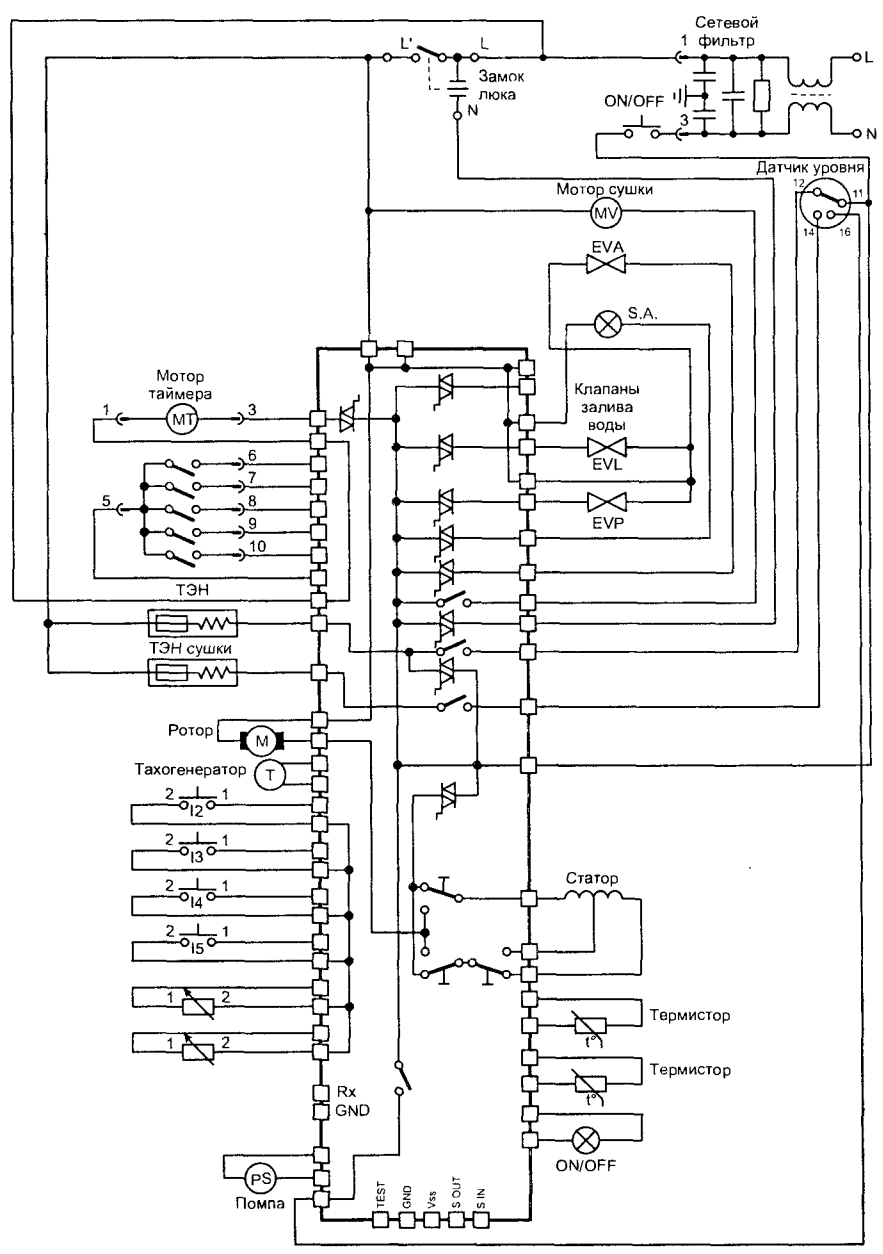 Сетевой
фильтр
L'
L
1
L
Замок
люка
N
ON/OFF
3
N
Датчик уровня
12
11
14
16
Мотор сушки
MV
EVA
S.A.
Мотор
таймера
1
MT
3
Клапаны
залива
воды
EVL
EVP
6
7
5
8
9
10
ТЭН
ТЭН сушки
Ротор
M
Тахогенератор
T
2
1
I2
2
1
I3
2
1
I4
2
1
I5
Статор
1
2
1
2
Термистор
t°
Термистор
t°
Rx
GND
ON/OFF
PS
Помпа
TEST
GND
Vss
S OUT
S IN